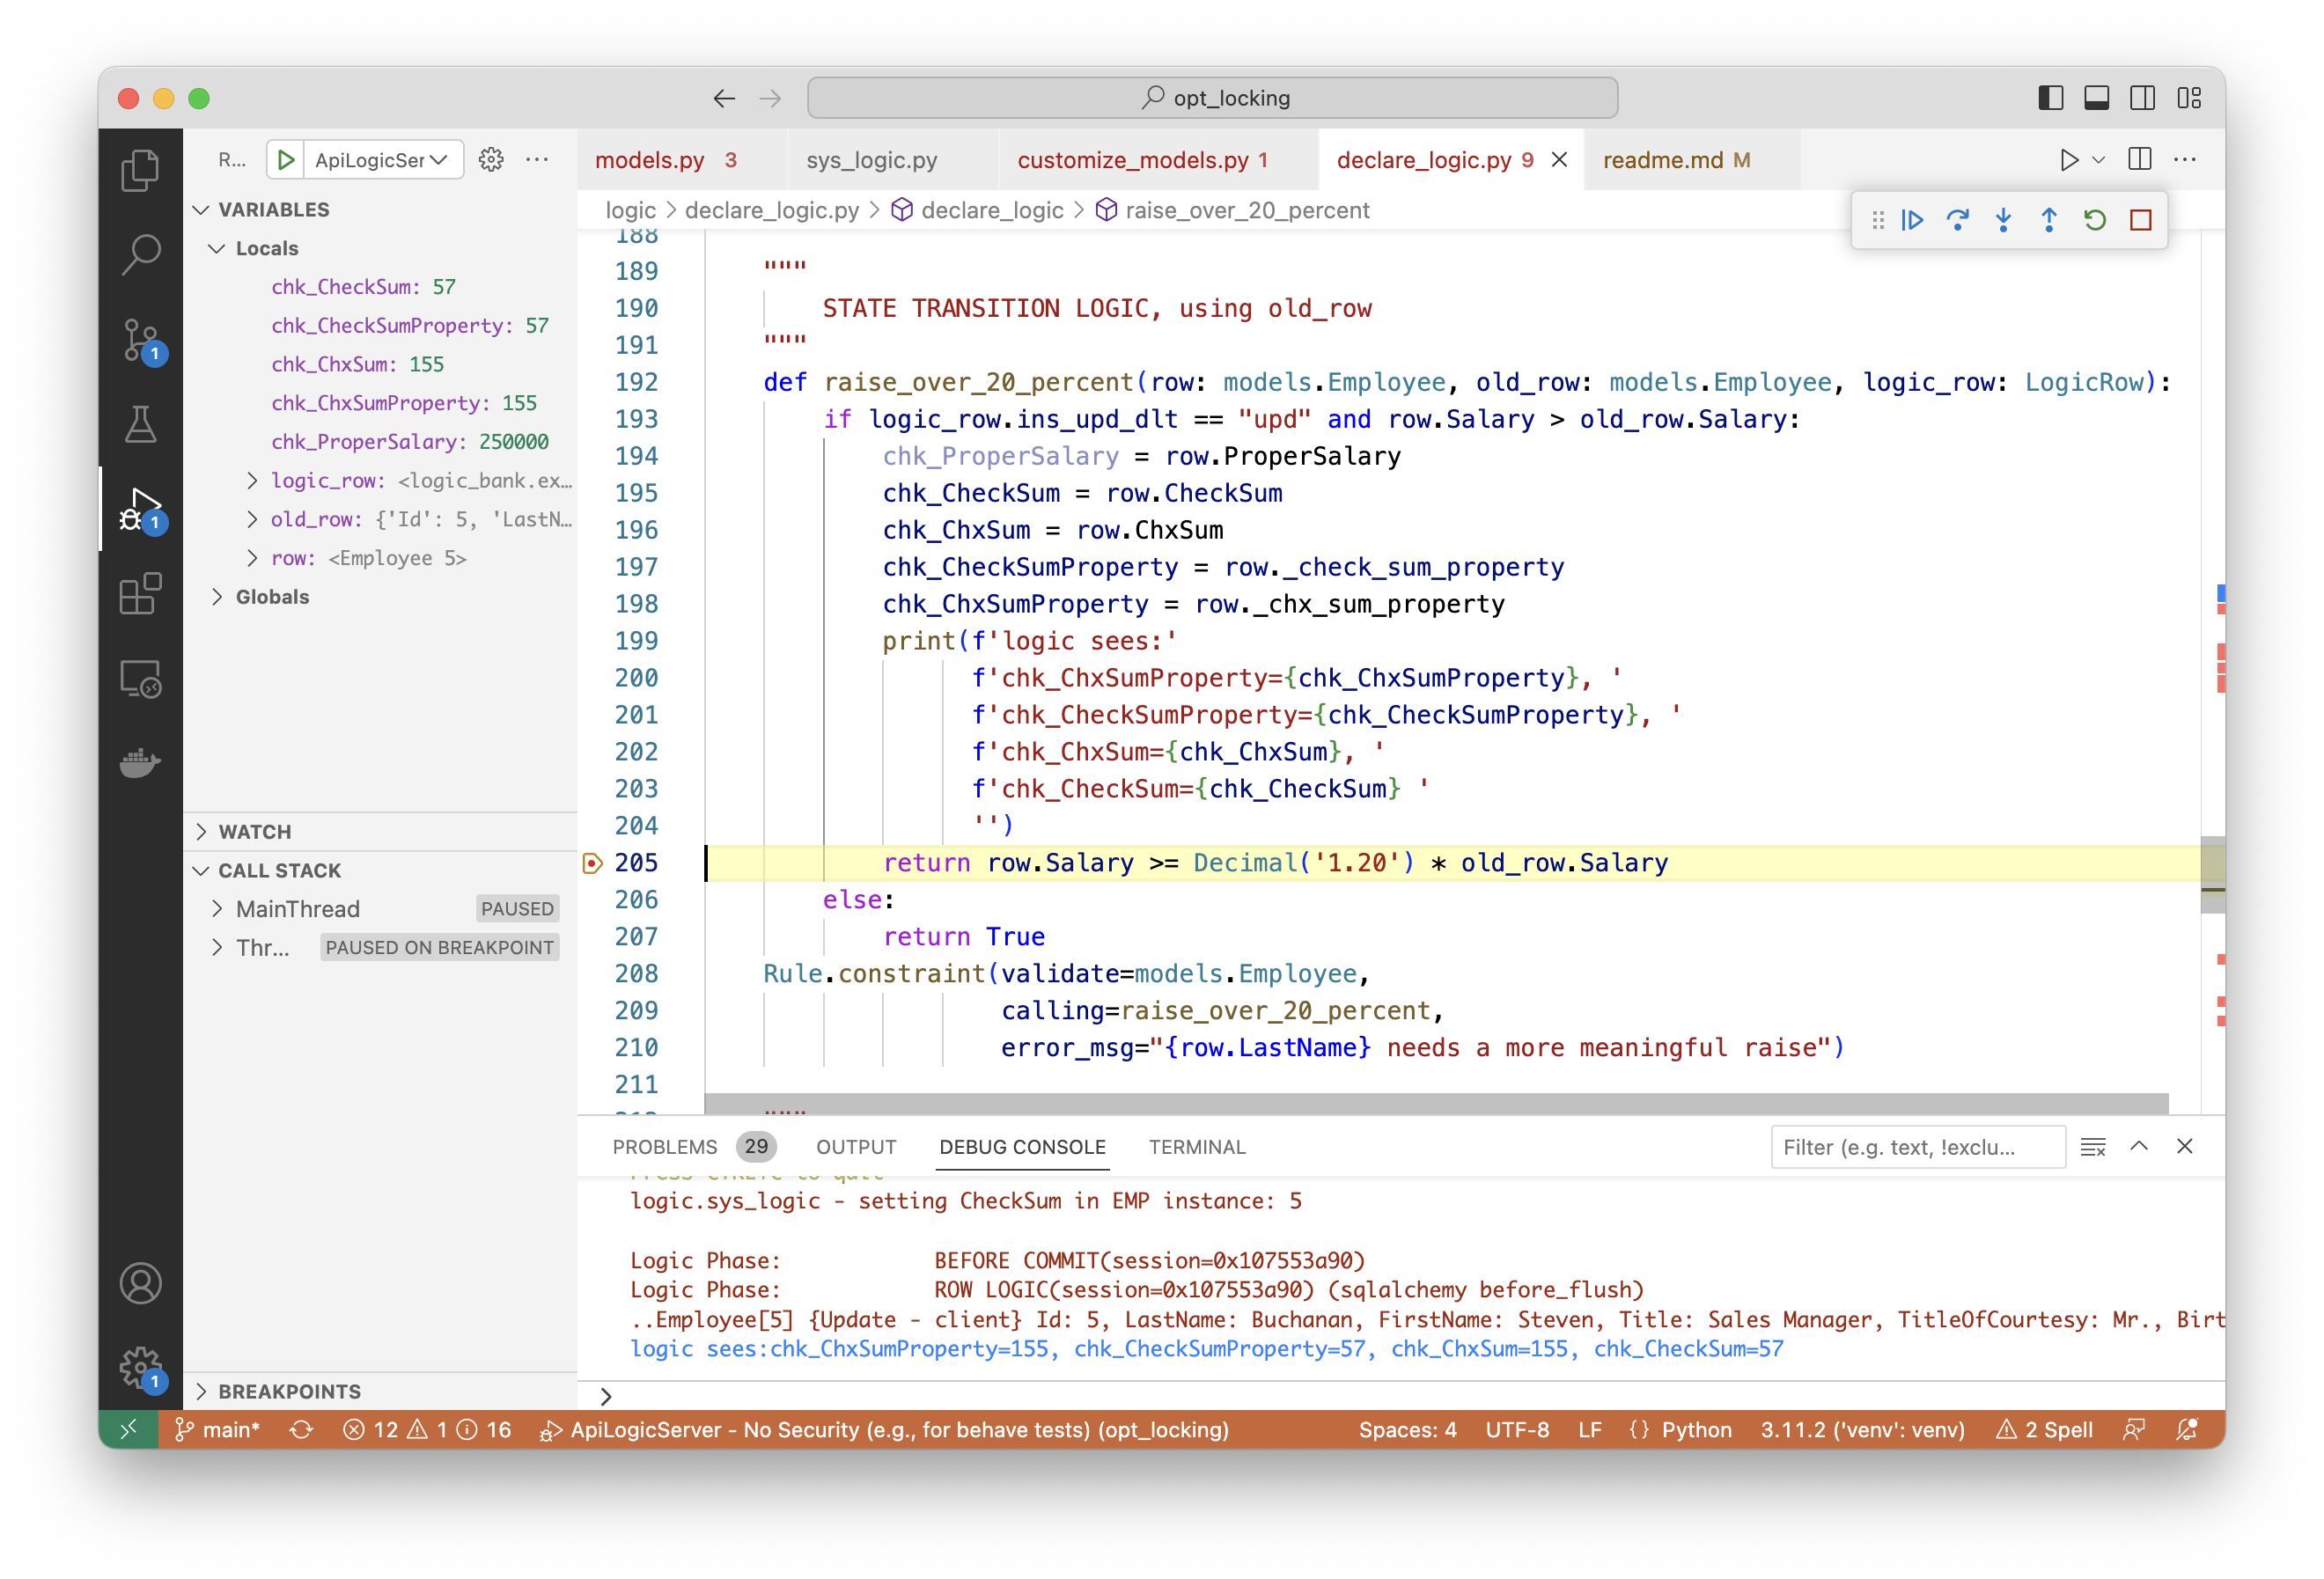 opt_locking
R...
ApiLogicSer
models.py 3
sys_logic.py
customize_models.py 1
declare_logic.py 9
readme.md M
logic > declare_logic.py > declare_logic > raise_over_20_percent
VARIABLES
Locals
chk_CheckSum: 57
chk_CheckSumProperty: 57
chk_ChxSum: 155
chk_ChxSumProperty: 155
chk_ProperSalary: 250000
logic_row: <logic_bank.ex...
old_row: {'Id': 5, 'LastN...
row: <Employee 5>
Globals
WATCH
CALL STACK
MainThread PAUSED
Thr... PAUSED ON BREAKPOINT
BREAKPOINTS
1
1
1
188
189 """
190 STATE TRANSITION LOGIC, using old_row
191 """
192 def raise_over_20_percent(row: models.Employee, old_row: models.Employee, logic_row: LogicRow):
193 if logic_row.ins_upd_dlt == "upd" and row.Salary > old_row.Salary:
194 chk_ProperSalary = row.ProperSalary
195 chk_CheckSum = row.CheckSum
196 chk_ChxSum = row.ChxSum
197 chk_CheckSumProperty = row._check_sum_property
198 chk_ChxSumProperty = row._chx_sum_property
199 print(f'logic sees:'
200 f'chk_ChxSumProperty={chk_ChxSumProperty}, '
201 f'chk_CheckSumProperty={chk_CheckSumProperty}, '
202 f'chk_ChxSum={chk_ChxSum}, '
203 f'chk_CheckSum={chk_CheckSum} '
204 '')
205 return row.Salary >= Decimal('1.20') * old_row.Salary
206 else:
207 return True
208 Rule.constraint(validate=models.Employee,
209 calling=raise_over_20_percent,
210 error_msg="{row.LastName} needs a more meaningful raise")
211
PROBLEMS 29 OUTPUT DEBUG CONSOLE TERMINAL
Filter (e.g. text, !exclu...
logic.sys_logic - setting CheckSum in EMP instance: 5
Logic Phase: BEFORE COMMIT(session=0x107553a90)
Logic Phase: ROW LOGIC(session=0x107553a90) (sqlalchemy before_flush)
..Employee[5] {Update - client} Id: 5, LastName: Buchanan, FirstName: Steven, Title: Sales Manager, TitleOfCourtesy: Mr., Birt
logic sees:chk_ChxSumProperty=155, chk_CheckSumProperty=57, chk_ChxSum=155, chk_CheckSum=57
>
main* 12 1 16 ApiLogicServer - No Security (e.g., for behave tests) (opt_locking) Spaces: 4 UTF-8 LF {} Python 3.11.2 ('venv': venv) 2 Spell